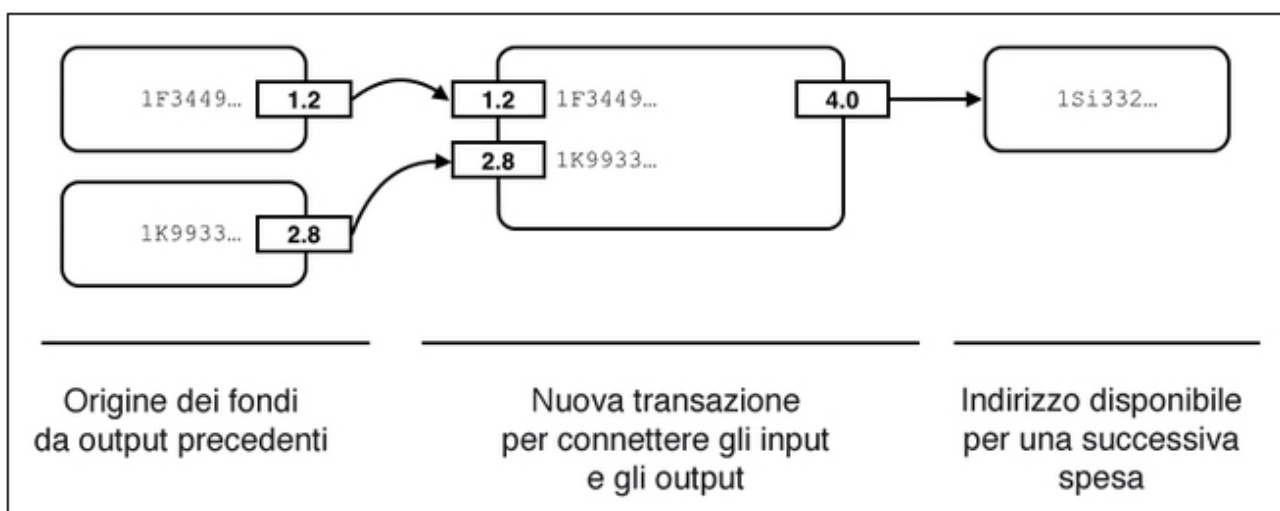 1F3449… 1.2 1.2 1F3449… 4.0 1Si332…
2.8 1K9933…
1K9933… 2.8
Origine dei fondi
da output precedenti
Nuova transazione
per connettere gli input
e gli output
Indirizzo disponibile
per una successiva
spesa